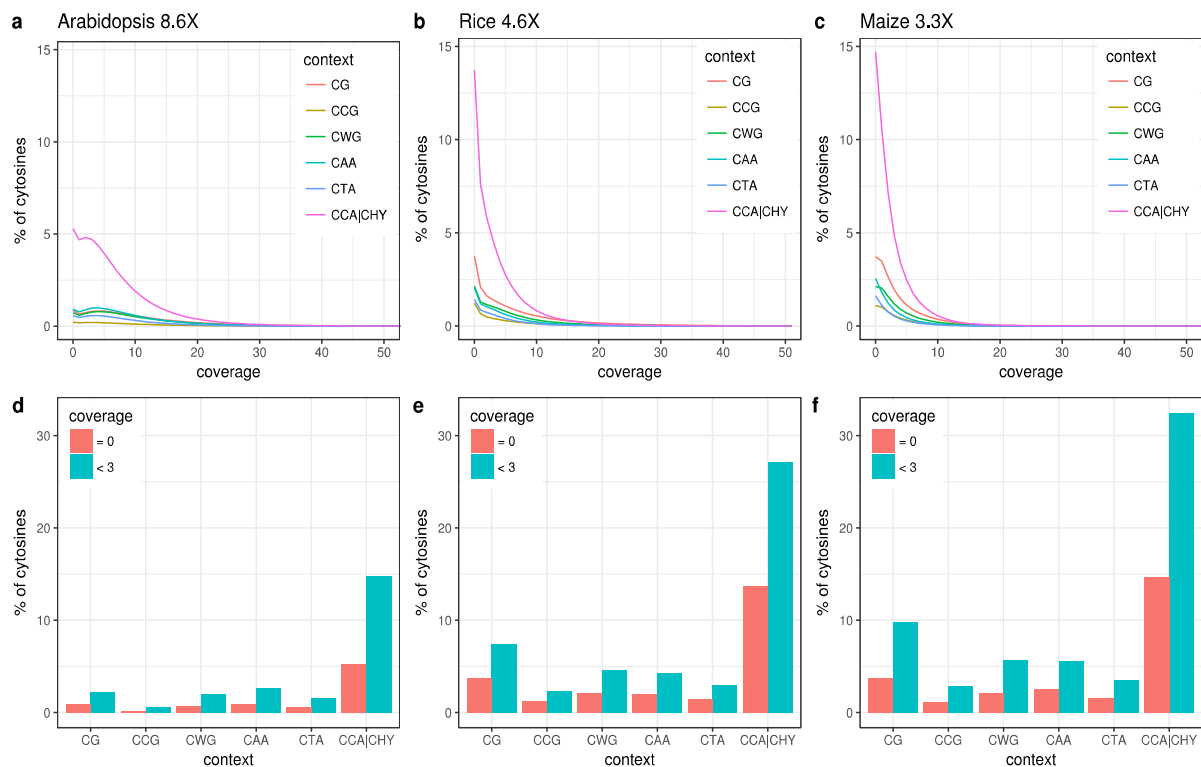 a Arabidopsis 8.6X
15
10
5
0
% of cytosines
0 10 20 30 40 50
coverage
context
CG
CCG
CWG
CAA
CTA
CCA|CHY
b Rice 4.6X
15
10
5
0
% of cytosines
0 10 20 30 40 50
coverage
context
CG
CCG
CWG
CAA
CTA
CCA|CHY
c Maize 3.3X
15
10
5
0
% of cytosines
0 10 20 30 40 50
coverage
context
CG
CCG
CWG
CAA
CTA
CCA|CHY
d
coverage
= 0
< 3
30
20
10
0
% of cytosines
CG CCG CWG CAA CTA CCA|CHY
context
e
coverage
= 0
< 3
30
20
10
0
% of cytosines
CG CCG CWG CAA CTA CCA|CHY
context
f
coverage
= 0
< 3
30
20
10
0
% of cytosines
CG CCG CWG CAA CTA CCA|CHY
context